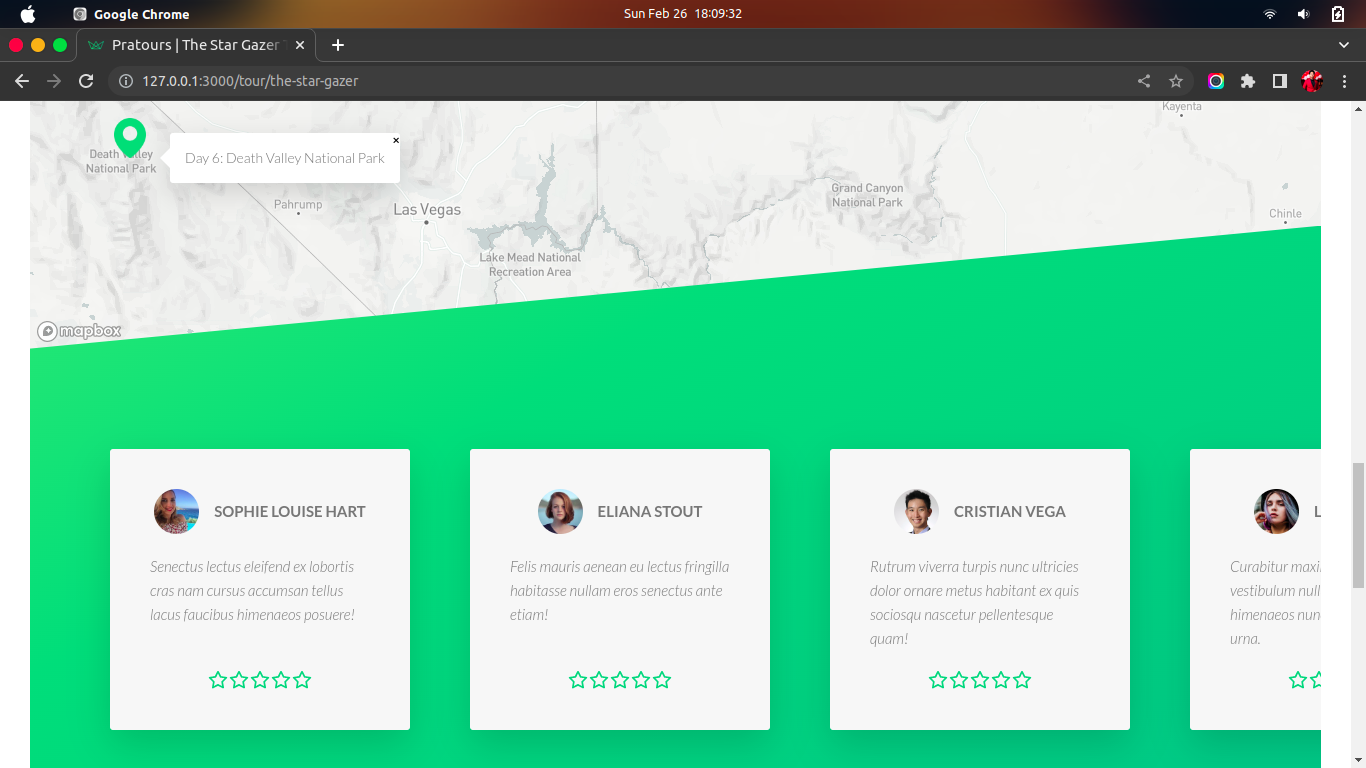 Google Chrome
Sun Feb 26 18:09:32
Pratours | The Star Gazer
127.0.0.1:3000/tour/the-star-gazer
Kayenta
Death Valley
National Park
Day 6: Death Valley National Park
×
Pahrump
Las Vegas
Grand Canyon
National Park
Chinle
Lake Mead National
Recreation Area
mapbox
SOPHIE LOUISE HART
Senectus lectus eleifend ex lobortis
cras nam cursus accumsan tellus
lacus faucibus himenaeos posuere!
ELIANA STOUT
Felis mauris aenean eu lectus fringilla
habitasse nullam eros senectus ante
etiam!
CRISTIAN VEGA
Rutrum viverra turpis nunc ultricies
dolor ornare metus habitant ex quis
sociosqu nascetur pellentesque
quam!
L
Curabitur maxi
vestibulum null
himenaeos nun
urna.